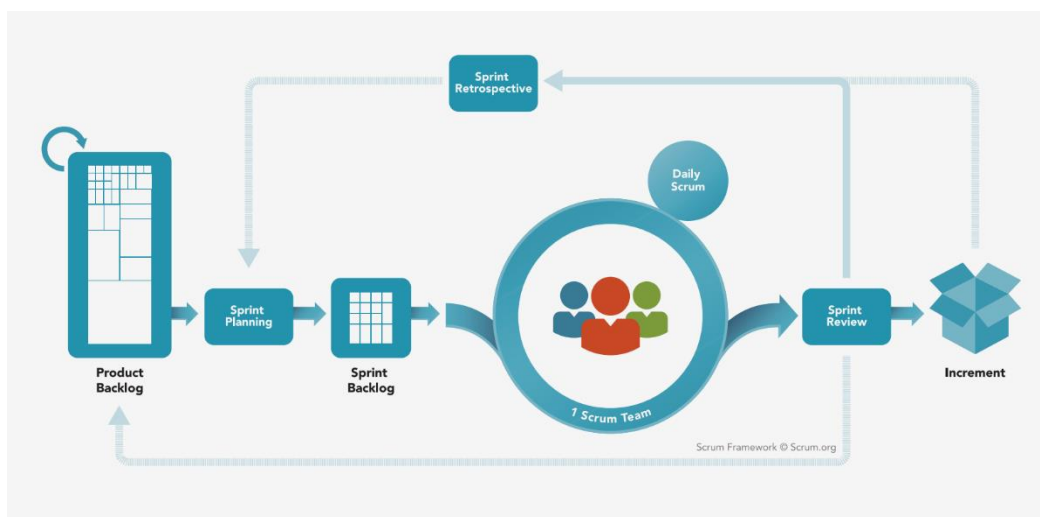 Sprint
Retrospective
Daily
Scrum
Sprint
Planning
Sprint
Review
Product
Backlog
Sprint
Backlog
1 Scrum Team
Increment
Scrum Framework © Scrum.org